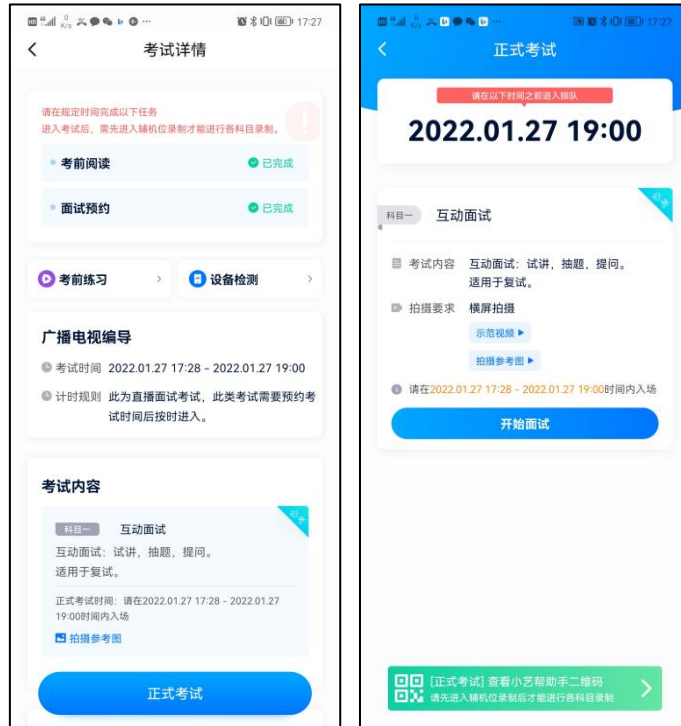 17:27
考试详情
请在规定时间完成以下任务
进入考试后，需先进入辅机位录制才能进行各科目录制。
考前阅读
已完成
面试预约
已完成
考前练习
设备检测
广播电视编导
考试时间 2022.01.27 17:28 - 2022.01.27 19:00
计时规则 此为直播面试考试，此类考试需要预约考
试时间后按时进入。
考试内容
必考
科目一 互动面试
互动面试：试讲，抽题，提问。
适用于复试。
正式考试时间：请在2022.01.27 17:28 - 2022.01.27
19:00时间内入场
拍摄参考图
正式考试
17:27
正式考试
请在以下时间之前进入排队
2022.01.27 19:00
必考
科目一 互动面试
考试内容 互动面试：试讲，抽题，提问。
适用于复试。
拍摄要求 横屏拍摄
示范视频
拍摄参考图
请在2022.01.27 17:28 - 2022.01.27 19:00时间内入场
开始面试
[正式考试] 查看小艺帮助手二维码
请先进入辅机位录制后才能进行各科目录制